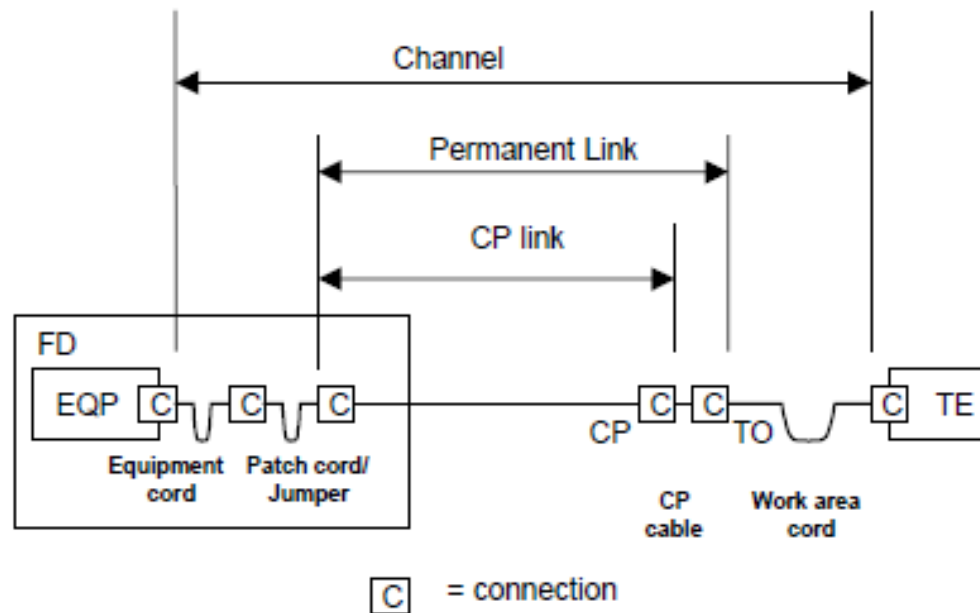 Channel
Permanent Link
CP link
FD
EQP
C
C
C
C
C
C
TE
CP
TO
Equipment
cord
Patch cord/
Jumper
CP
cable
Work area
cord
C = connection